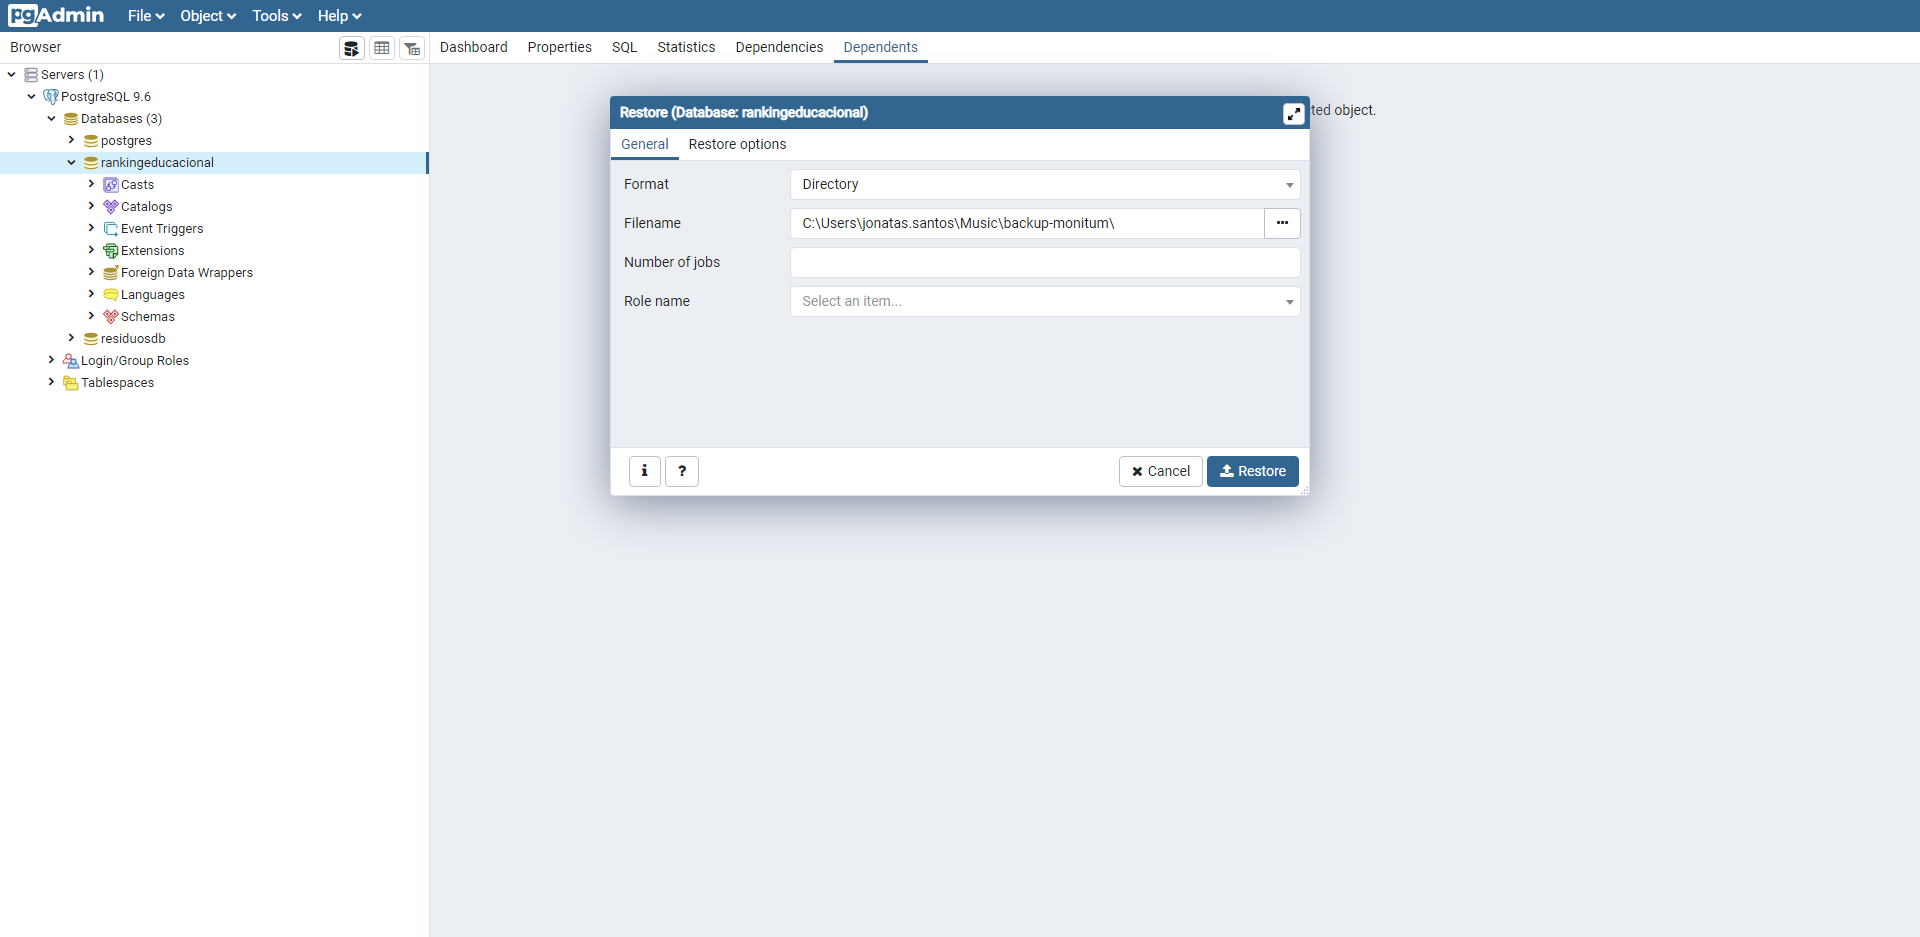 pgAdmin File Object Tools Help
Browser
Dashboard Properties SQL Statistics Dependencies Dependents
Servers (1)
PostgreSQL 9.6
Databases (3)
postgres
rankingeducacional
Casts
Catalogs
Event Triggers
Extensions
Foreign Data Wrappers
Languages
Schemas
residuosdb
Login/Group Roles
Tablespaces
ted object.
Restore (Database: rankingeducacional)
General Restore options
Format Directory
Filename C:\Users\jonatas.santos\Music\backup-monitum\ ...
Number of jobs
Role name Select an item...
i ? Cancel Restore